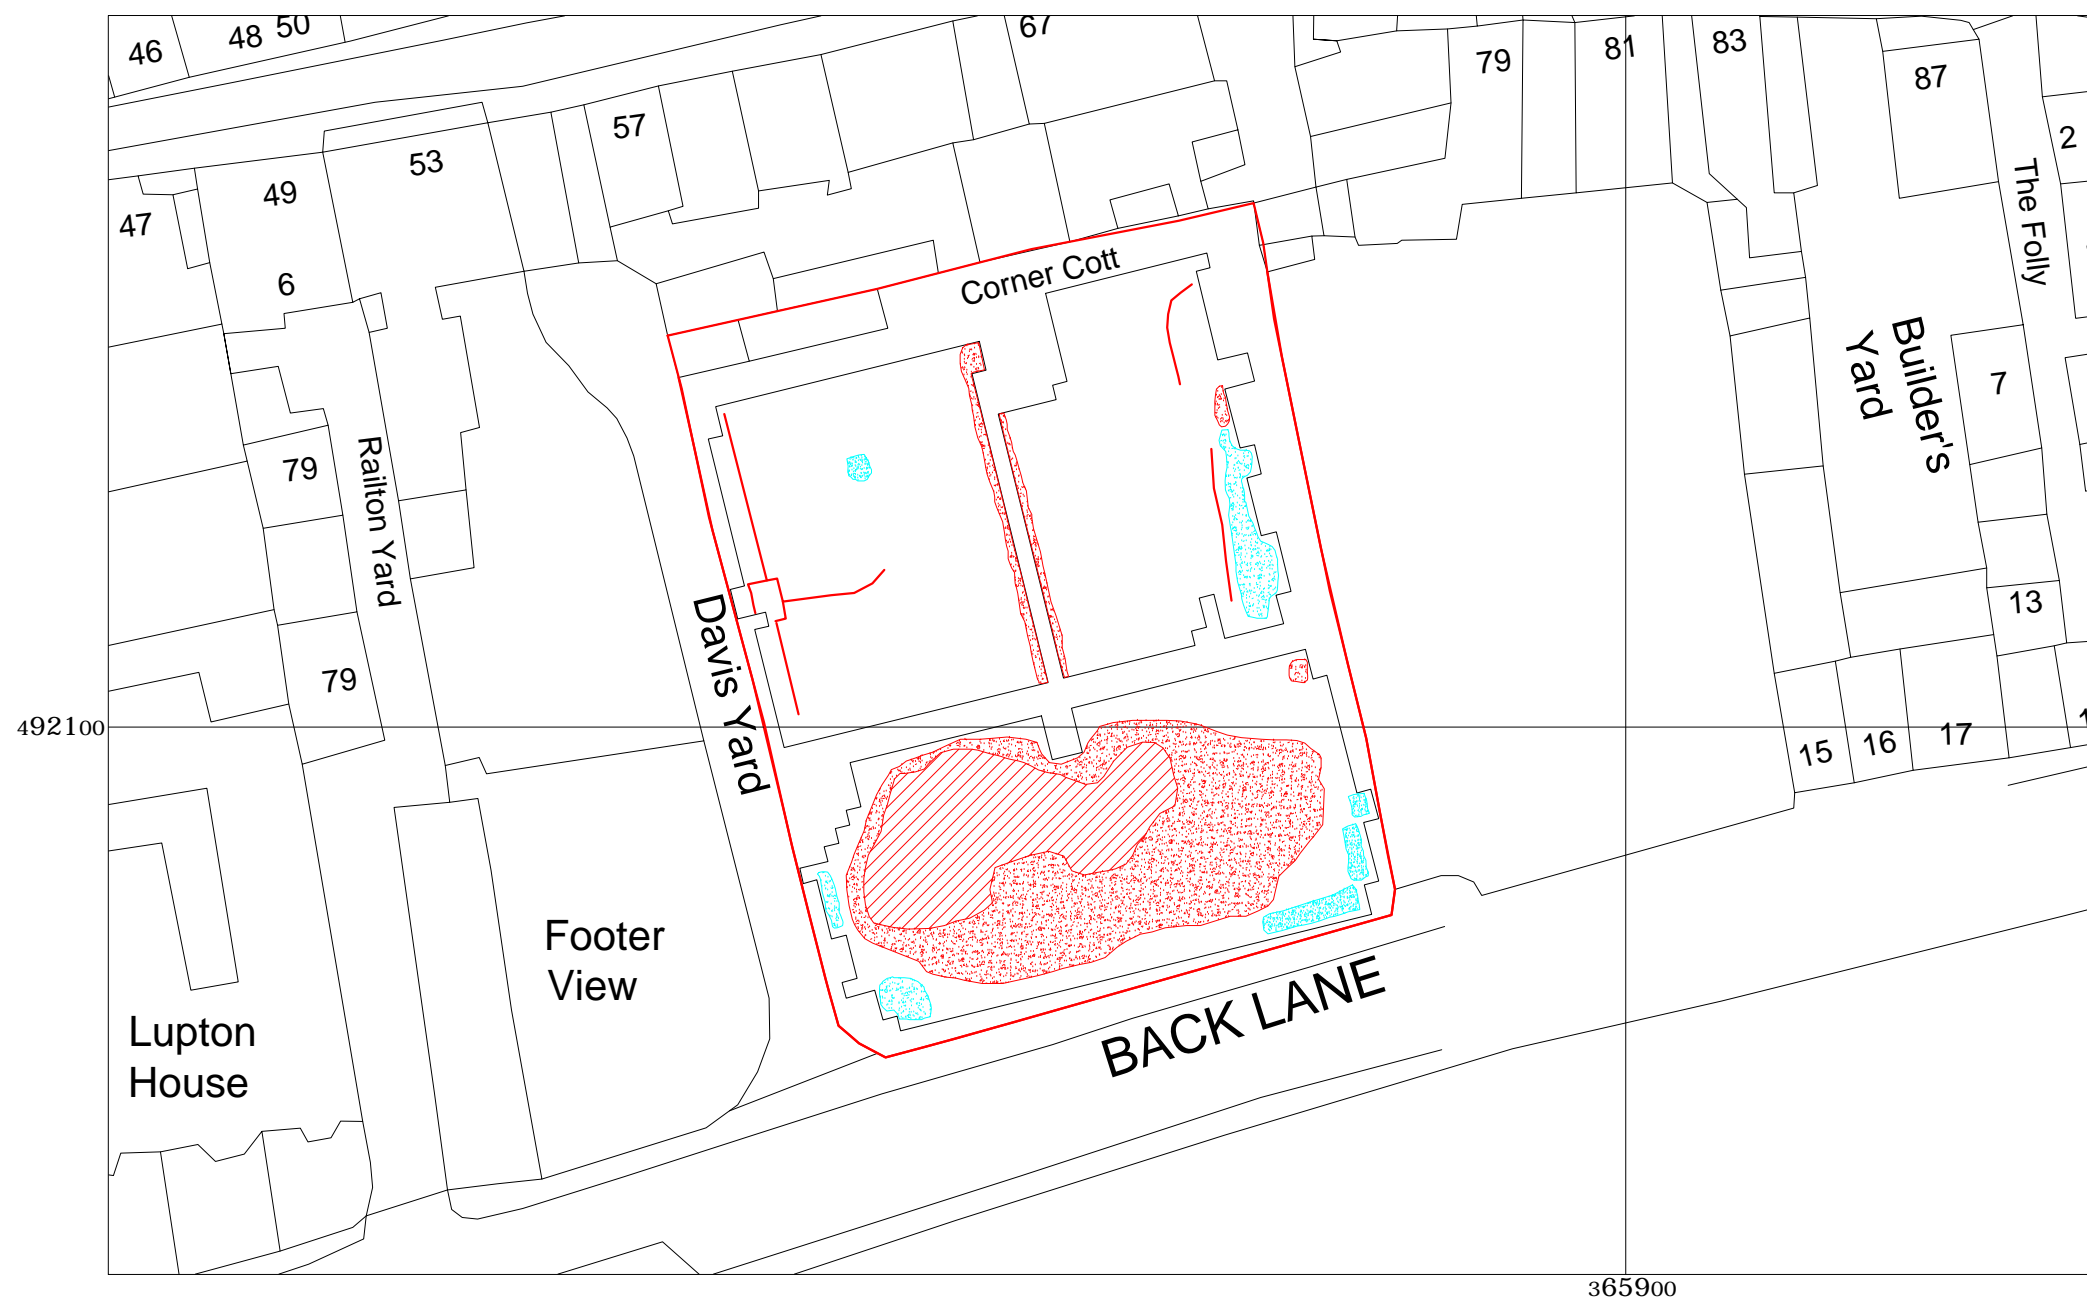 46
48
50
67
79
81
83
87
2
57
53
49
47
6
The Folly
Corner Cott
Builder's
Yard
7
79
Railton Yard
13
Davis Yard
79
492100
15
16
17
Footer
View
BACK LANE
Lupton
House
365900